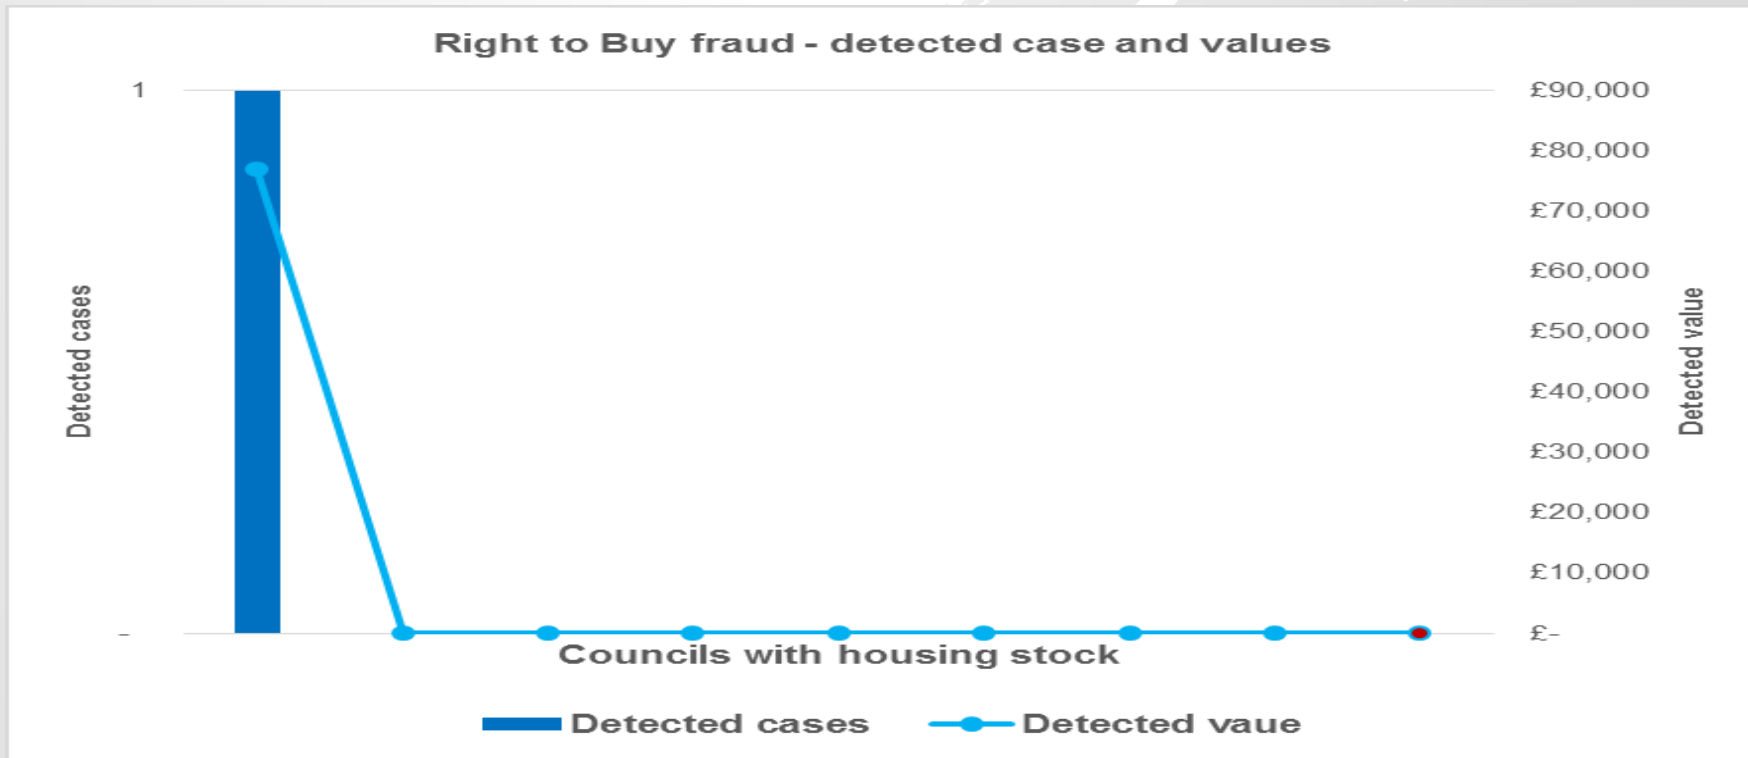 Right to Buy fraud - detected case and values
1
-
Detected cases
£90,000
£80,000
£70,000
£60,000
£50,000
£40,000
£30,000
£20,000
£10,000
£-
Detected value
Councils with housing stock
Detected cases
Detected vaue